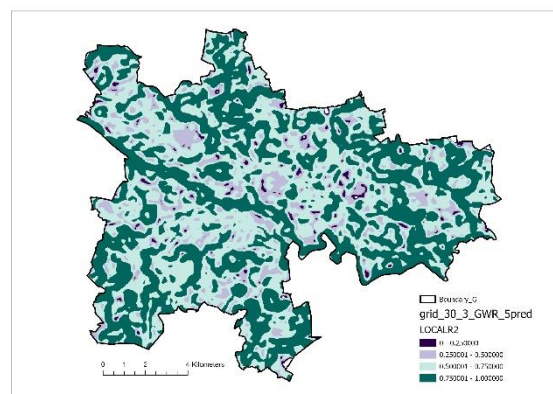 Boundary_G
grid_30_3_GWR_5pred
LOCALR2
0 - 0.250000
0.250001 - 0.500000
0.500001 - 0.750000
0.750001 - 1.000000
0 1 2 4 Kilometers